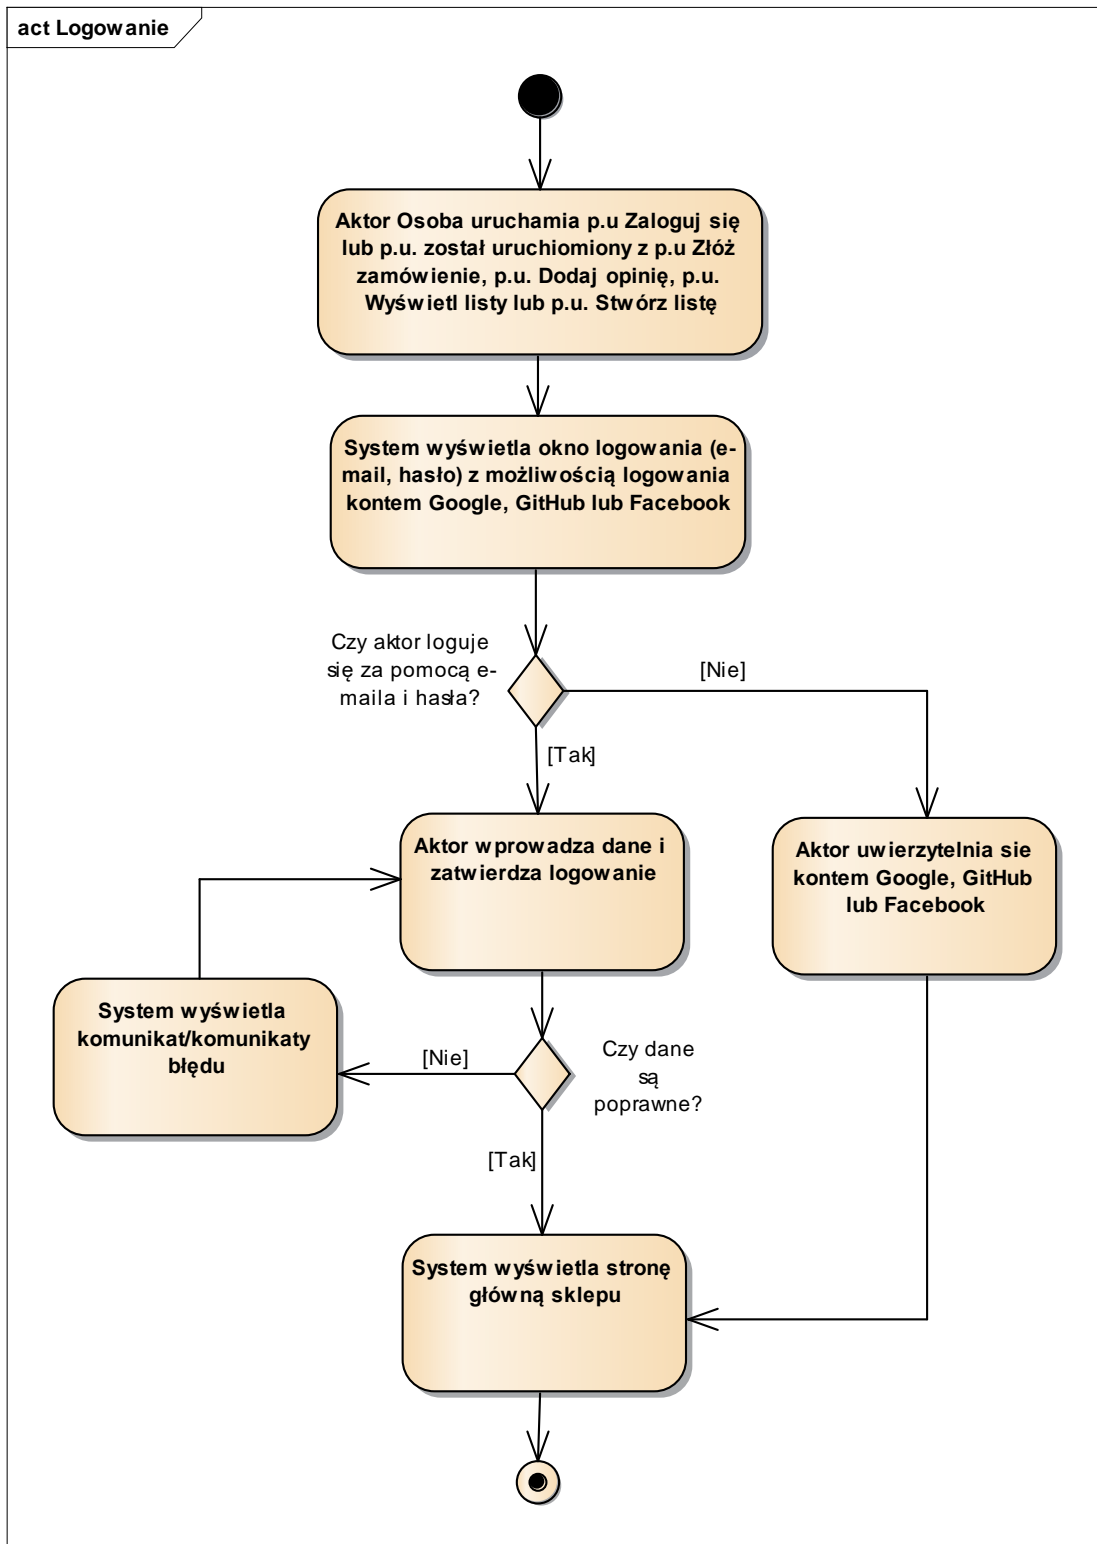 act Logowanie
Aktor Osoba uruchamia p.u Zaloguj się
lub p.u. został uruchiomiony z p.u Złóż
zamówienie, p.u. Dodaj opinię, p.u.
Wyświetl listy lub p.u. Stwórz listę
System wyświetla okno logowania (e-
mail, hasło) z możliwością logowania
kontem Google, GitHub lub Facebook
Czy aktor loguje
się za pomocą e-
maila i hasła?
[Nie]
[Tak]
Aktor wprowadza dane i
zatwierdza logowanie
Aktor uwierzytelnia sie
kontem Google, GitHub
lub Facebook
System wyświetla
komunikat/komunikaty
błędu
[Nie]
Czy dane
są
poprawne?
[Tak]
System wyświetla stronę
główną sklepu